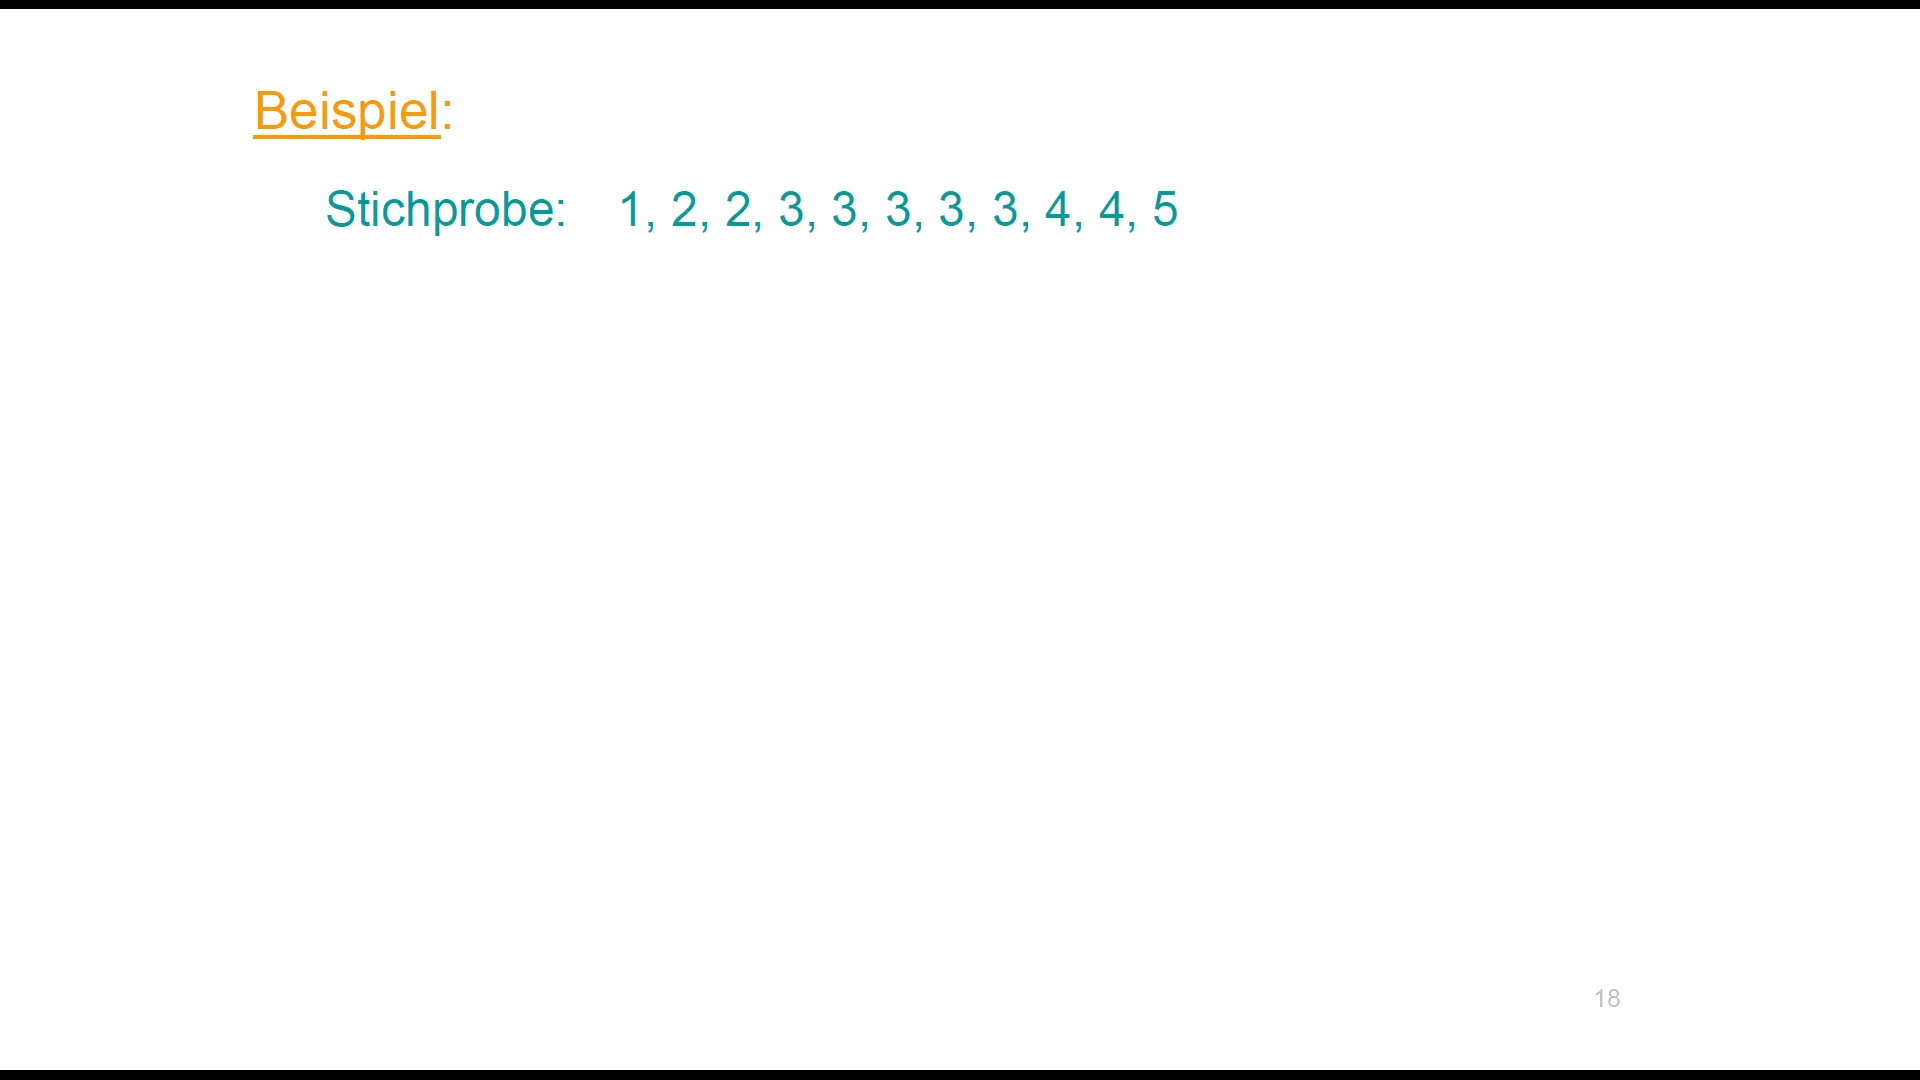 Beispiel:
Stichprobe: 1, 2, 2, 3, 3, 3, 3, 3, 4, 4, 5
18